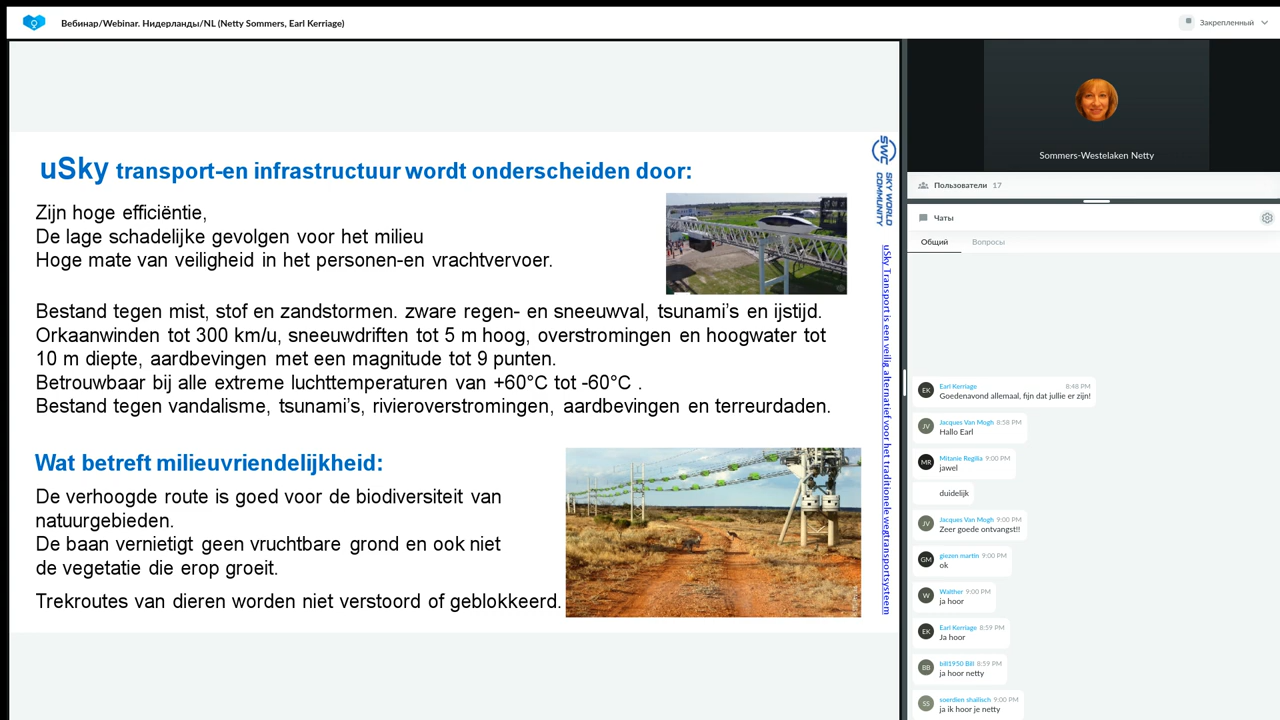 Вебинар/Webinar. Нидерланды/NL (Netty Sommers, Earl Kerriage)
Закрепленный
uSky transport-en infrastructuur wordt onderscheiden door:
Zijn hoge efficiëntie,
De lage schadelijke gevolgen voor het milieu
Hoge mate van veiligheid in het personen-en vrachtvervoer.
Bestand tegen mist, stof en zandstormen. zware regen- en sneeuwval, tsunami's en ijstijd.
Orkaanwinden tot 300 km/u, sneeuwdriften tot 5 m hoog, overstromingen en hoogwater tot
10 m diepte, aardbevingen met een magnitude tot 9 punten.
Betrouwbaar bij alle extreme luchttemperaturen van +60°C tot -60°C .
Bestand tegen vandalisme, tsunami's, rivieroverstromingen, aardbevingen en terreurdaden.
Wat betreft milieuvriendelijkheid:
De verhoogde route is goed voor de biodiversiteit van
natuurgebieden.
De baan vernietigt geen vruchtbare grond en ook niet
de vegetatie die erop groeit.
Trekroutes van dieren worden niet verstoord of geblokkeerd.
SWC
SKY WORLD
COMMUNITY
uSky Transport is een veilig alternatief voor het traditionele wegtransportsysteem
Sommers-Westelaken Netty
Пользователи 17
Чаты
Общий Вопросы
EK Earl Kerriage 8:48 PM
Goedenavond allemaal, fijn dat jullie er zijn!
JV Jacques Van Mogh 8:58 PM
Hallo Earl
MR Mitanie Regilia 9:00 PM
jawel
duidelijk
JV Jacques Van Mogh 9:00 PM
Zeer goede ontvangst!!
GM giezen martin 9:00 PM
ok
W Walther 9:00 PM
ja hoor
EK Earl Kerriage 8:59 PM
Ja hoor
BB bill1950 Bill 8:59 PM
ja hoor netty
SS soerdien shailisch 9:00 PM
ja ik hoor je netty